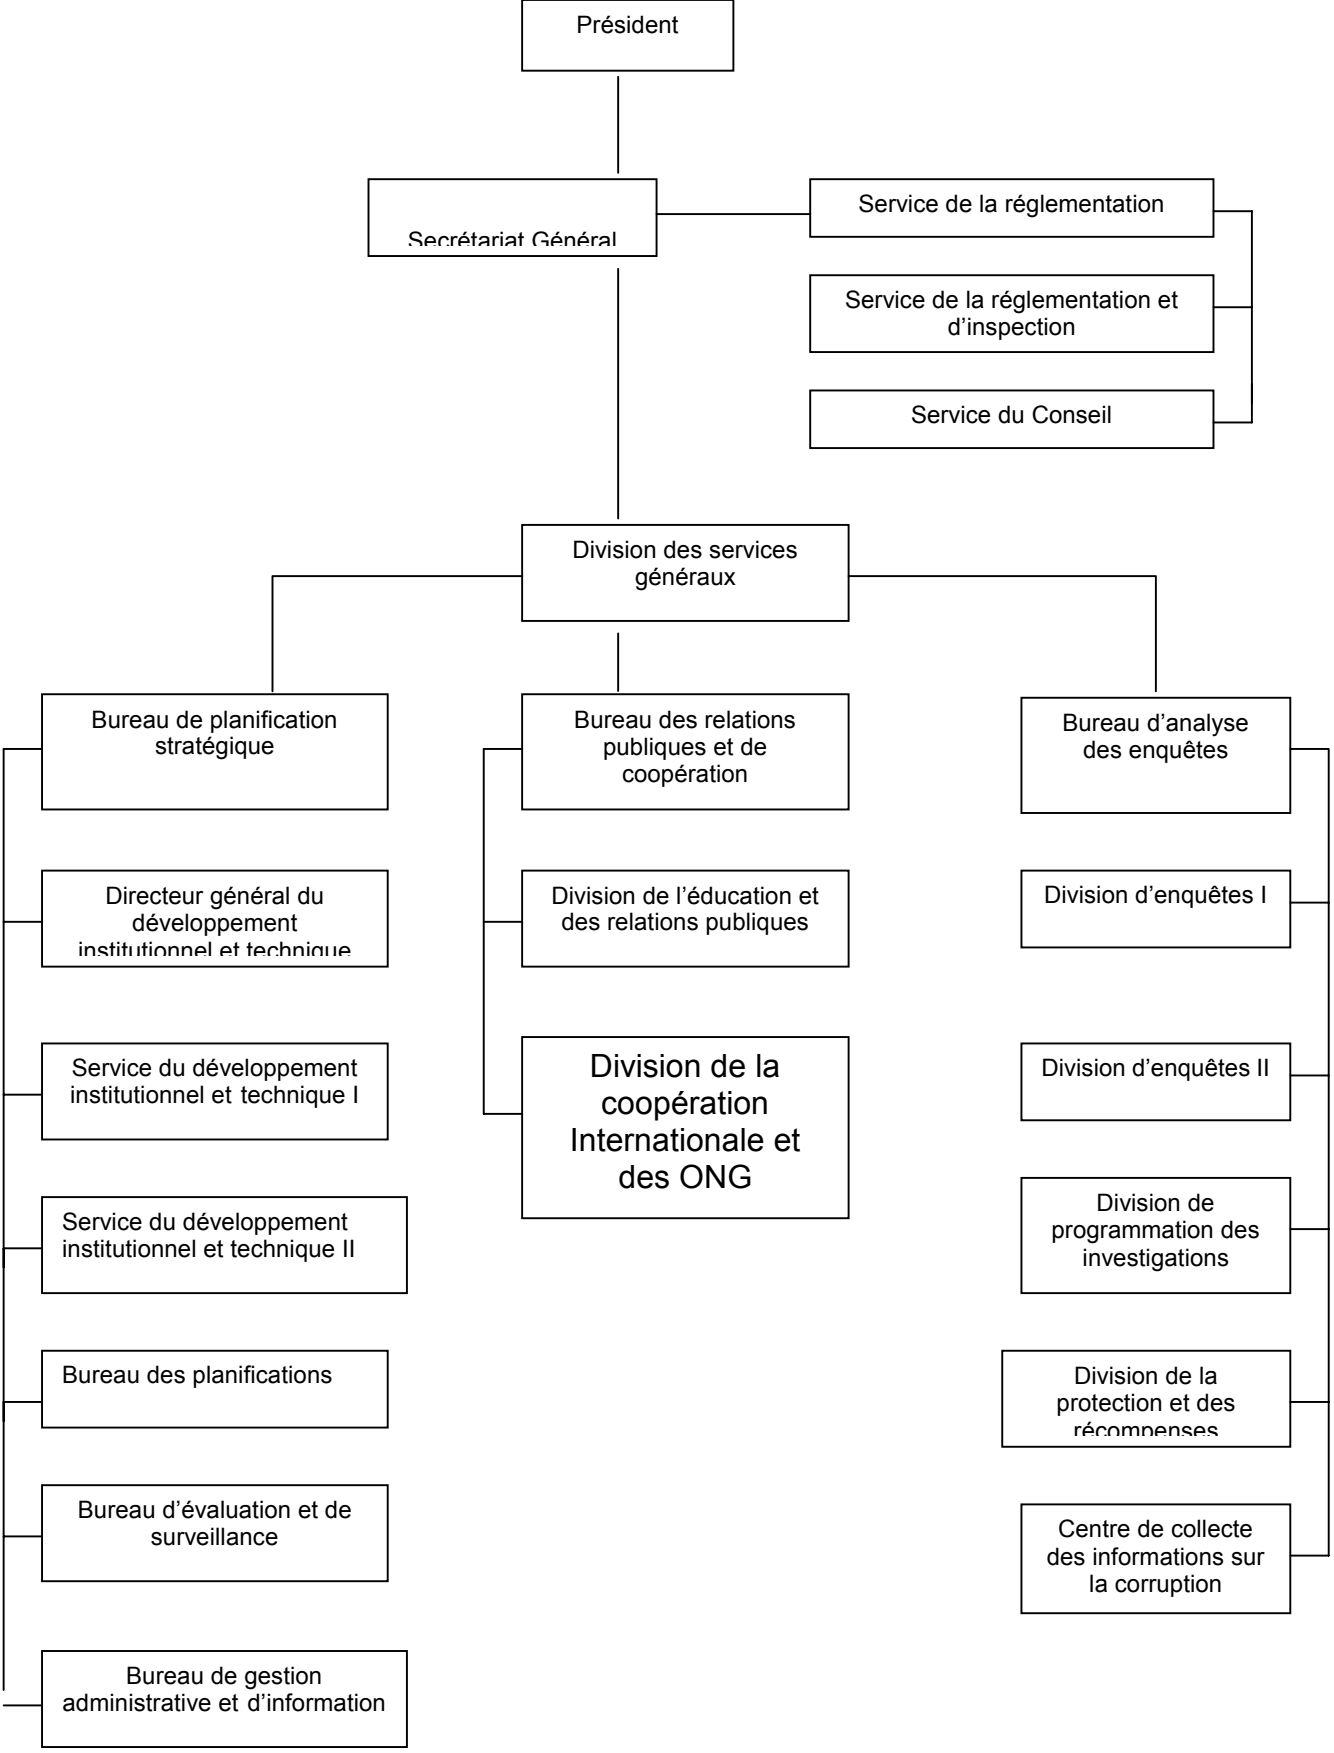 Président
Secrétariat Général
Service de la réglementation
Service de la réglementation et
d’inspection
Service du Conseil
Division des services
généraux
Bureau de planification
stratégique
Directeur général du
développement
institutionnel et technique
Service du développement
institutionnel et technique I
Service du développement
institutionnel et technique II
Bureau des planifications
Bureau d’évaluation et de
surveillance
Bureau de gestion
administrative et d’information
Bureau des relations
publiques et de
coopération
Division de l’éducation et
des relations publiques
Division de la
coopération
Internationale et
des ONG
Bureau d’analyse
des enquêtes
Division d’enquêtes I
Division d’enquêtes II
Division de
programmation des
investigations
Division de la
protection et des
récompenses
Centre de collecte
des informations sur
la corruption